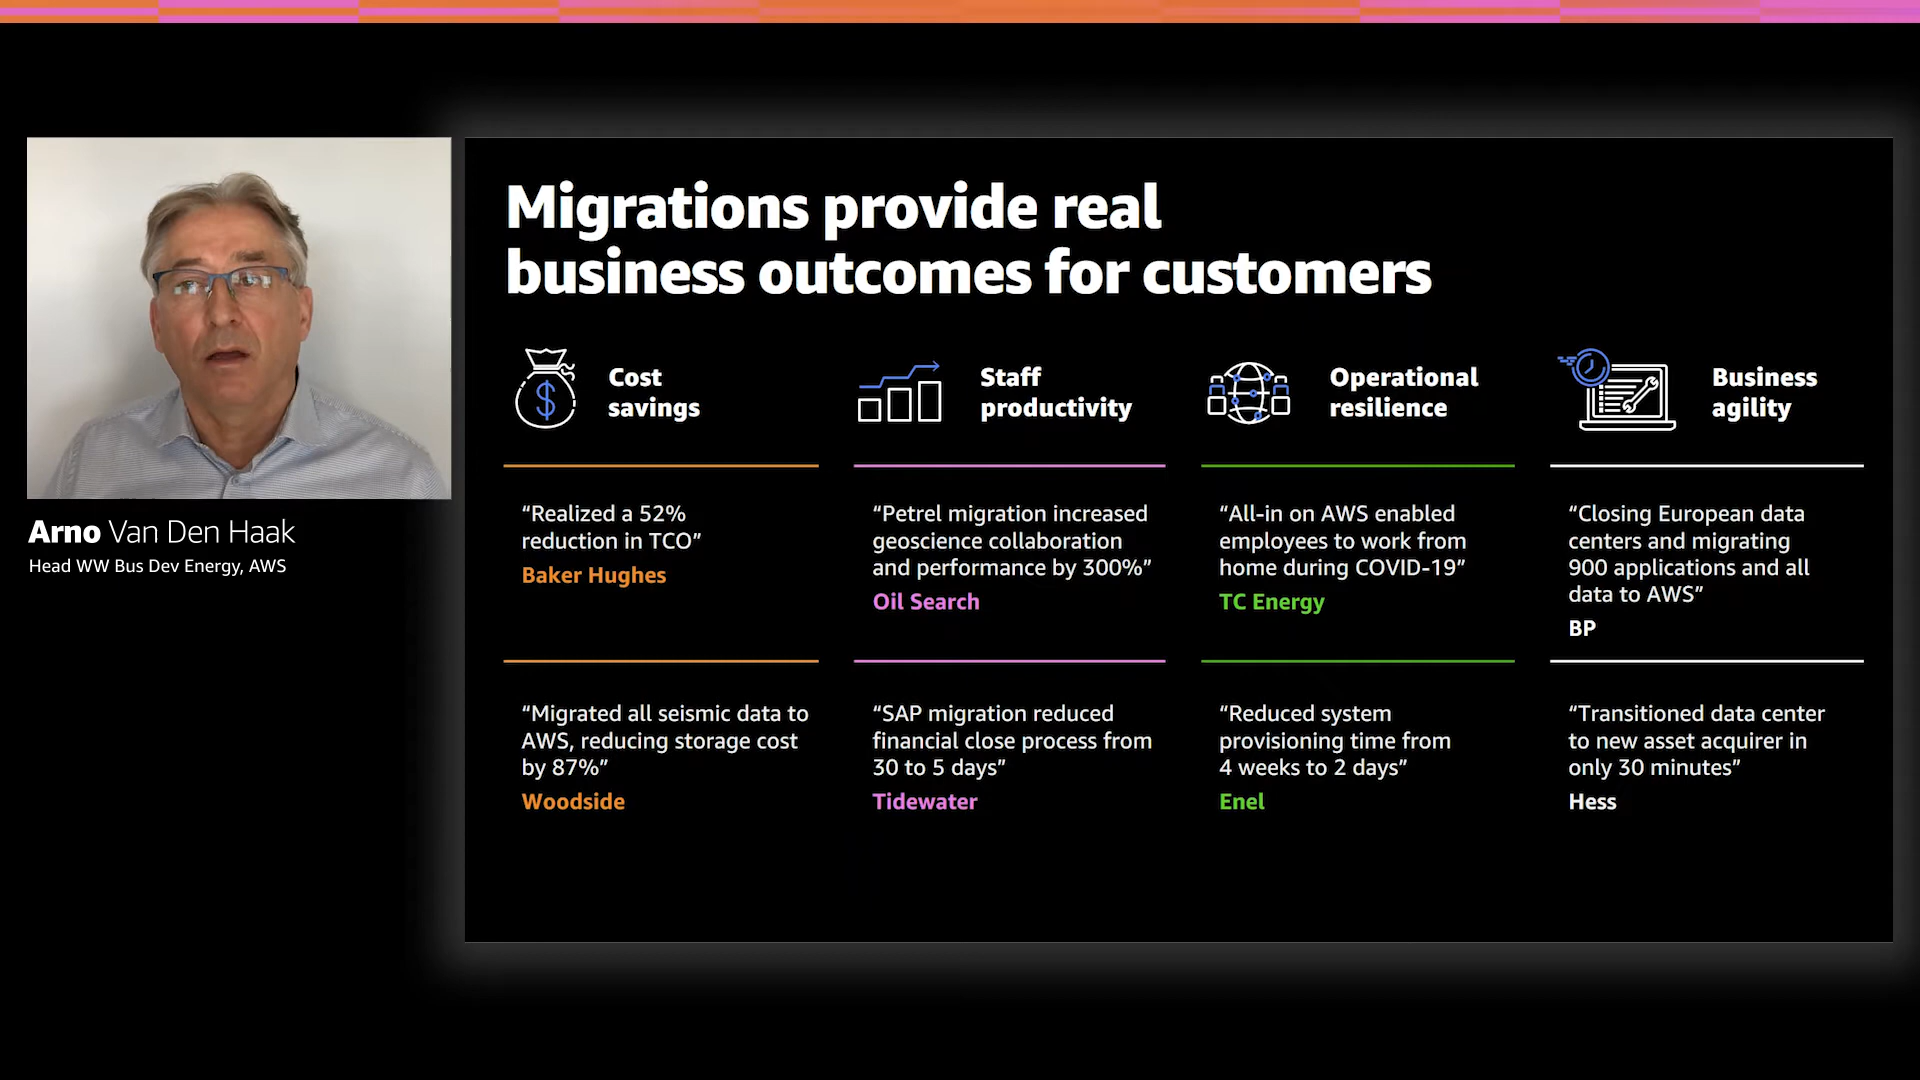 Migrations provide real
business outcomes for customers
Cost
savings
Staff
productivity
Operational
resilience
Business
agility
“Realized a 52%
reduction in TCO”
Baker Hughes
“Petrel migration increased
geoscience collaboration
and performance by 300%”
Oil Search
“All-in on AWS enabled
employees to work from
home during COVID-19”
TC Energy
“Closing European data
centers and migrating
900 applications and all
data to AWS”
BP
“Migrated all seismic data to
AWS, reducing storage cost
by 87%”
Woodside
“SAP migration reduced
financial close process from
30 to 5 days”
Tidewater
“Reduced system
provisioning time from
4 weeks to 2 days”
Enel
“Transitioned data center
to new asset acquirer in
only 30 minutes”
Hess
Arno Van Den Haak
Head WW Bus Dev Energy, AWS
$